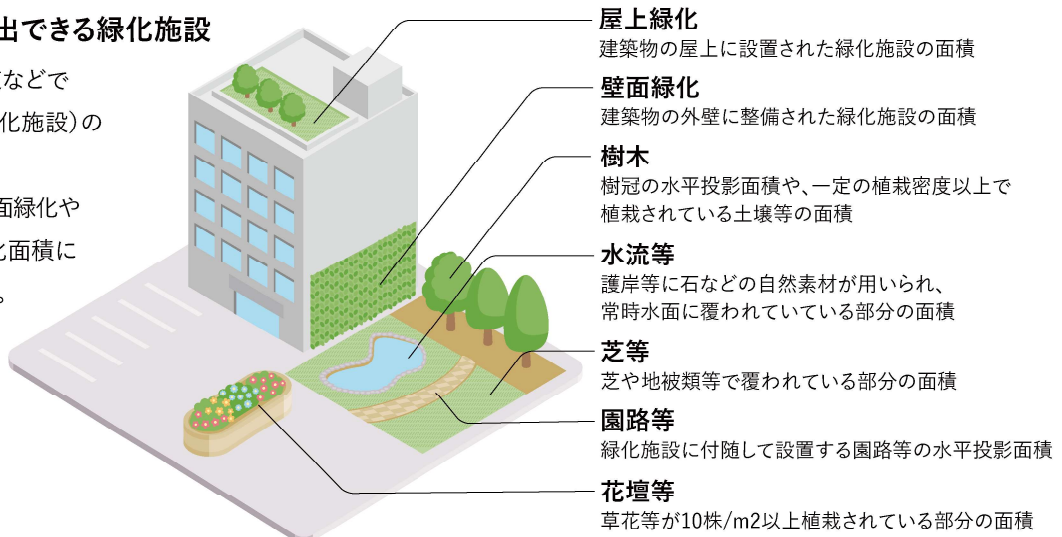 出できる緑化施設
などで
化施設)の
面緑化や
化面積に
。
屋上緑化
建築物の屋上に設置された緑化施設の面積
壁面緑化
建築物の外壁に整備された緑化施設の面積
樹木
樹冠の水平投影面積や、一定の植栽密度以上で
植栽されている土壌等の面積
水流等
護岸等に石などの自然素材が用いられ、
常時水面に覆われていている部分の面積
芝等
芝や地被類等で覆われている部分の面積
園路等
緑化施設に付随して設置する園路等の水平投影面積
花壇等
草花等が10株/m2以上植栽されている部分の面積